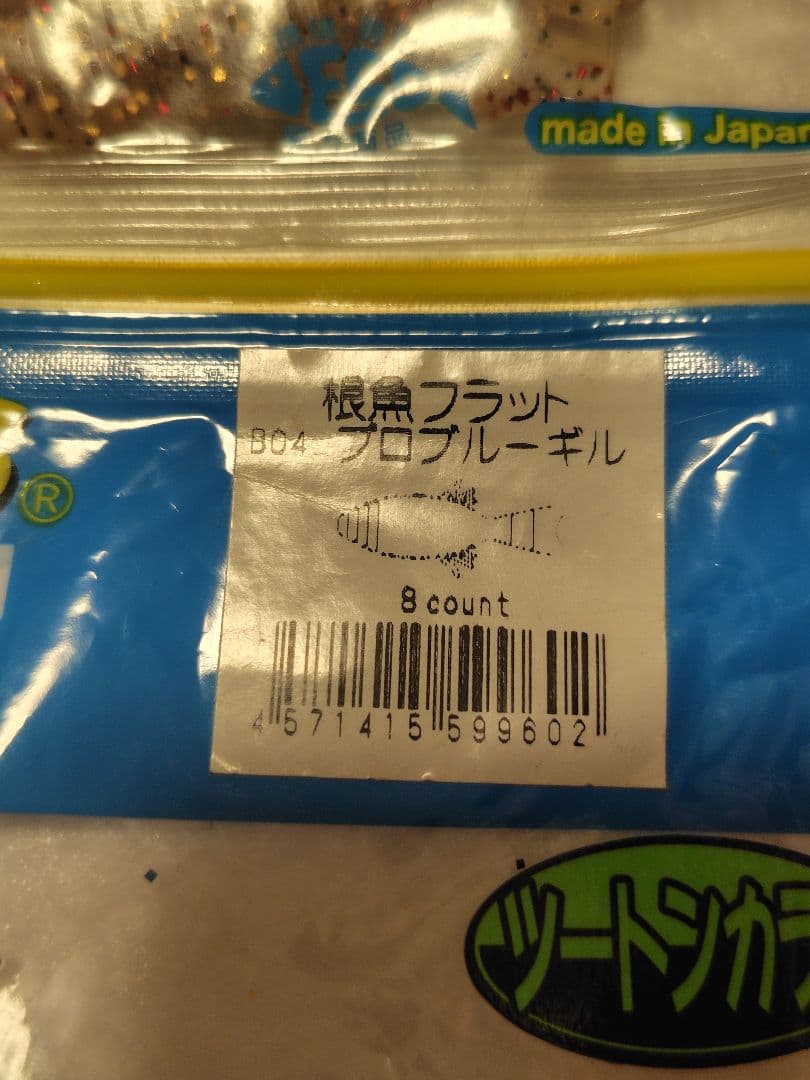 made in Japan
®
根魚フラット
B04 プロブルーギル
8 count
4 571415 599602
ツートンカラ